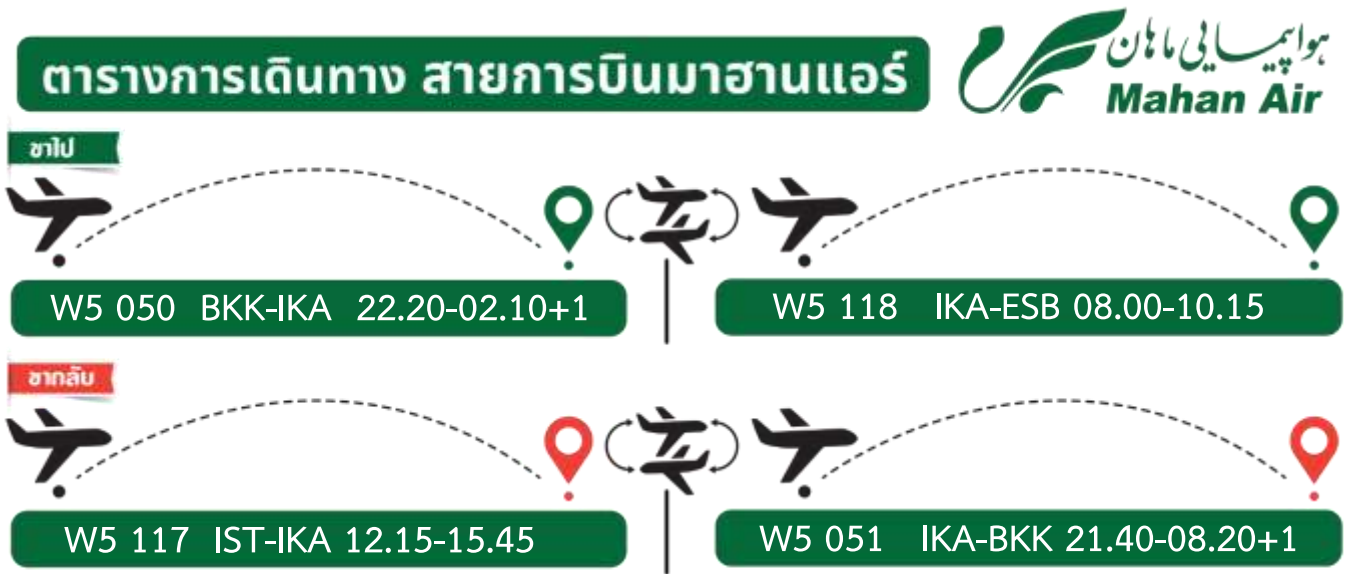 ตารางการเดินทาง สายการบินมาฮานแอร์
هواپیمایی ماهان
Mahan Air
ขาไป
W5 050 BKK-IKA 22.20-02.10+1
W5 118 IKA-ESB 08.00-10.15
ขากลับ
W5 117 IST-IKA 12.15-15.45
W5 051 IKA-BKK 21.40-08.20+1